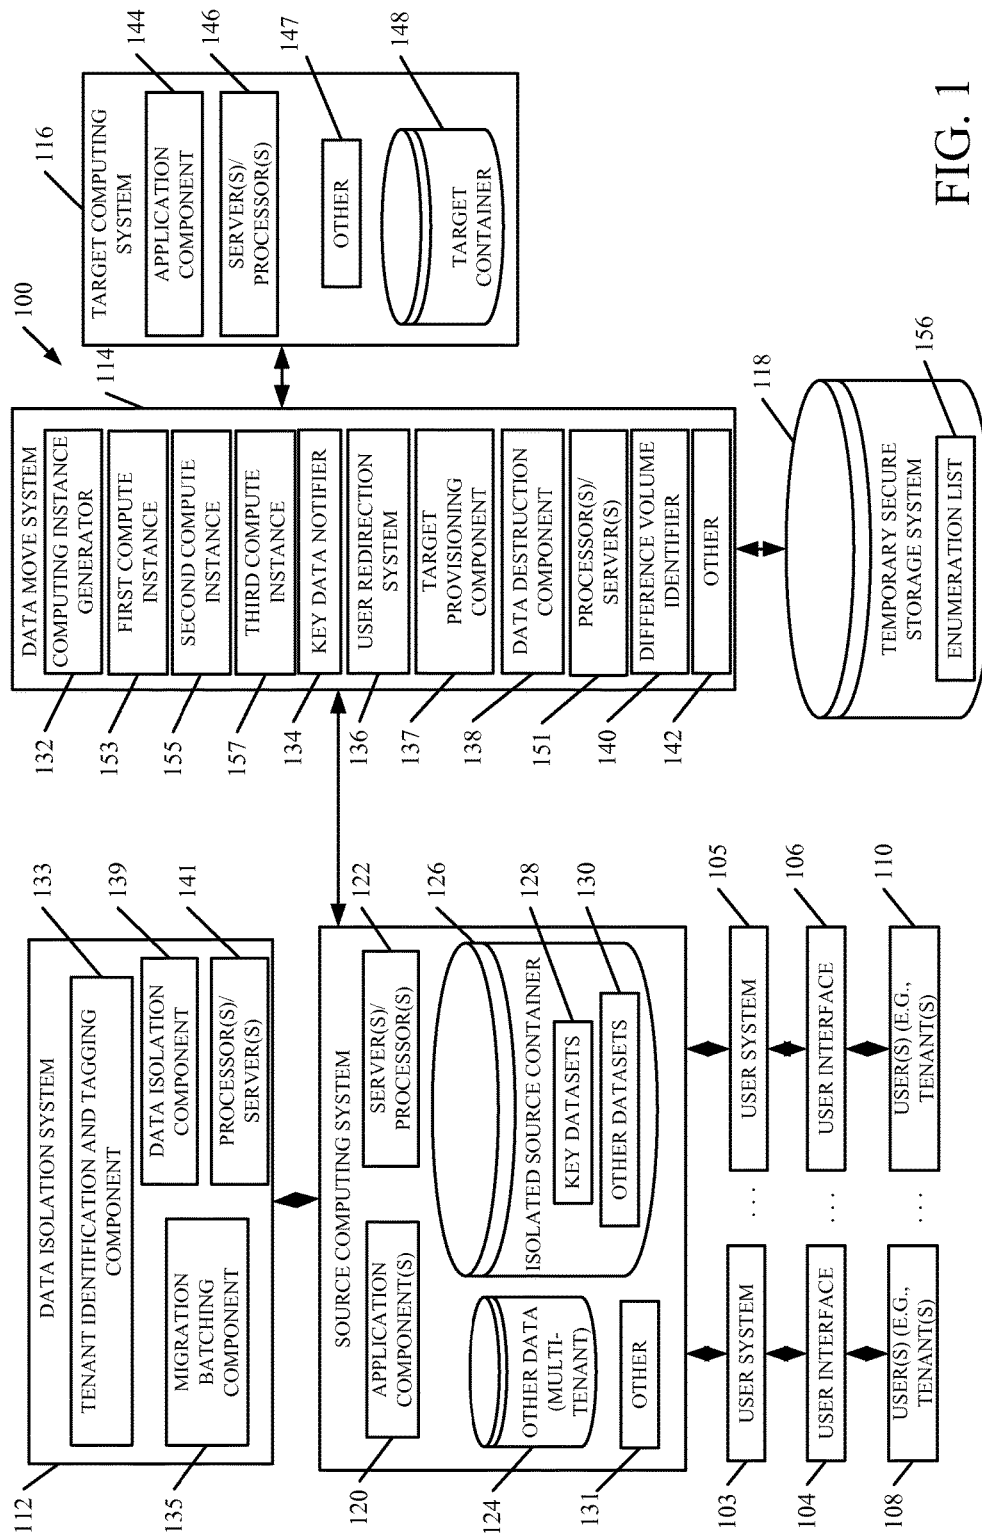 100
112
DATA ISOLATION SYSTEM
133
TENANT IDENTIFICATION AND TAGGING
COMPONENT
135
MIGRATION
BATCHING
COMPONENT
139
DATA ISOLATION
COMPONENT
141
PROCESSOR(S)/
SERVER(S)
SOURCE COMPUTING SYSTEM
120
APPLICATION
COMPONENT(S)
122
SERVER(S)/
PROCESSOR(S)
124
OTHER DATA
(MULTI-
TENANT)
126
ISOLATED SOURCE CONTAINER
128
KEY DATASETS
130
OTHER DATASETS
131
OTHER
103
USER SYSTEM
. . .
USER SYSTEM
105
104
USER INTERFACE
. . .
USER INTERFACE
106
108
USER(S) (E.G.,
TENANT(S)
. . .
USER(S) (E.G.,
TENANT(S)
110
114
DATA MOVE SYSTEM
132
COMPUTING INSTANCE
GENERATOR
153
FIRST COMPUTE
INSTANCE
155
SECOND COMPUTE
INSTANCE
157
THIRD COMPUTE
INSTANCE
134
KEY DATA NOTIFIER
136
USER REDIRECTION
SYSTEM
137
TARGET
PROVISIONING
COMPONENT
138
DATA DESTRUCTION
COMPONENT
151
PROCESSOR(S)/
SERVER(S)
140
DIFFERENCE VOLUME
IDENTIFIER
142
OTHER
118
TEMPORARY SECURE
STORAGE SYSTEM
156
ENUMERATION LIST
116
TARGET COMPUTING
SYSTEM
144
APPLICATION
COMPONENT
146
SERVER(S)/
PROCESSOR(S)
147
OTHER
148
TARGET
CONTAINER
FIG. 1